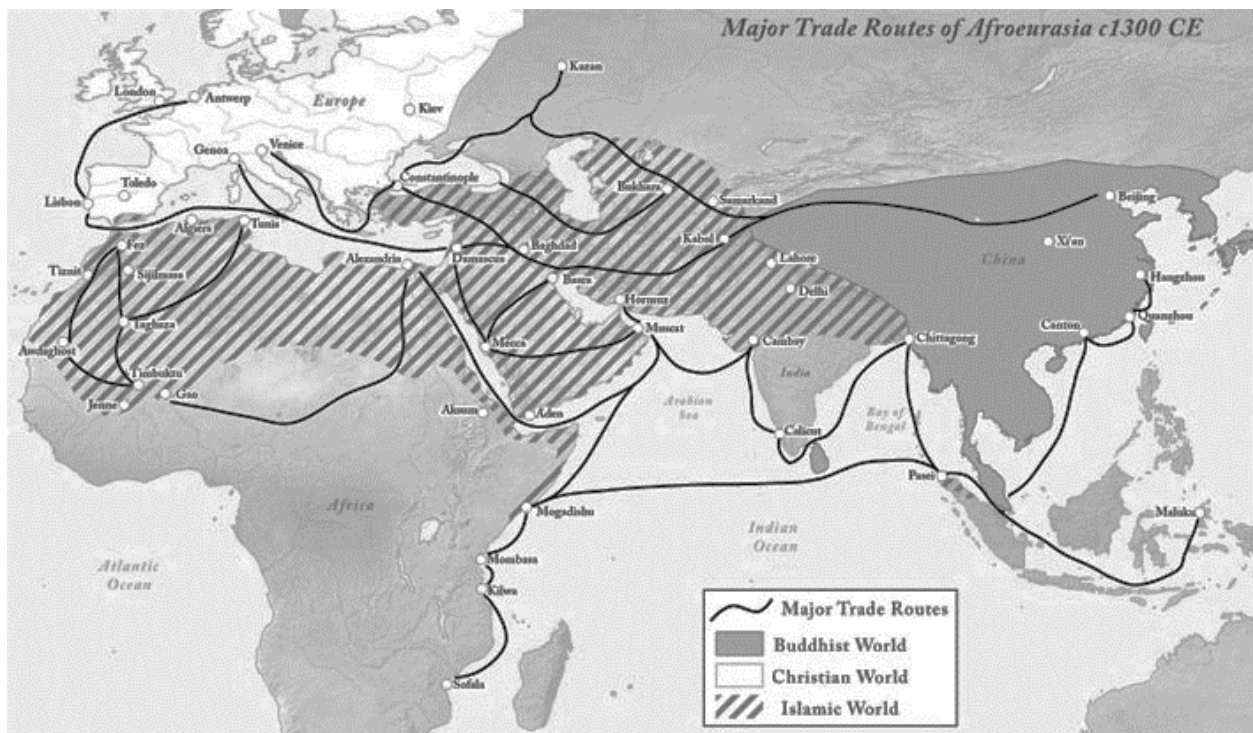 Major Trade Routes of Afroeurasia c1300 CE
Kazan
London
Antwerp
Europe
Kiev
Genoa
Venice
Toledo
Constantinople
Lisbon
Bukhara
Samarkand
Beijing
Algiers
Tunis
Fez
Baghdad
Kabul
Xi'an
Tiznit
Sijilmasa
Alexandria
Damascus
Basra
Lahore
China
Hangzhou
Delhi
Hormuz
Taghaza
Muscat
Canton
Quanzhou
Awdaghost
Mecca
Cambay
Chittagong
Timbuktu
India
Jenne
Gao
Aksum
Aden
Arabian
Sea
Bay of
Bengal
Calicut
Pasei
Africa
Mogadishu
Maluku
Indian
Ocean
Atlantic
Ocean
Mombasa
Kilwa
Sofala
Major Trade Routes
Buddhist World
Christian World
Islamic World